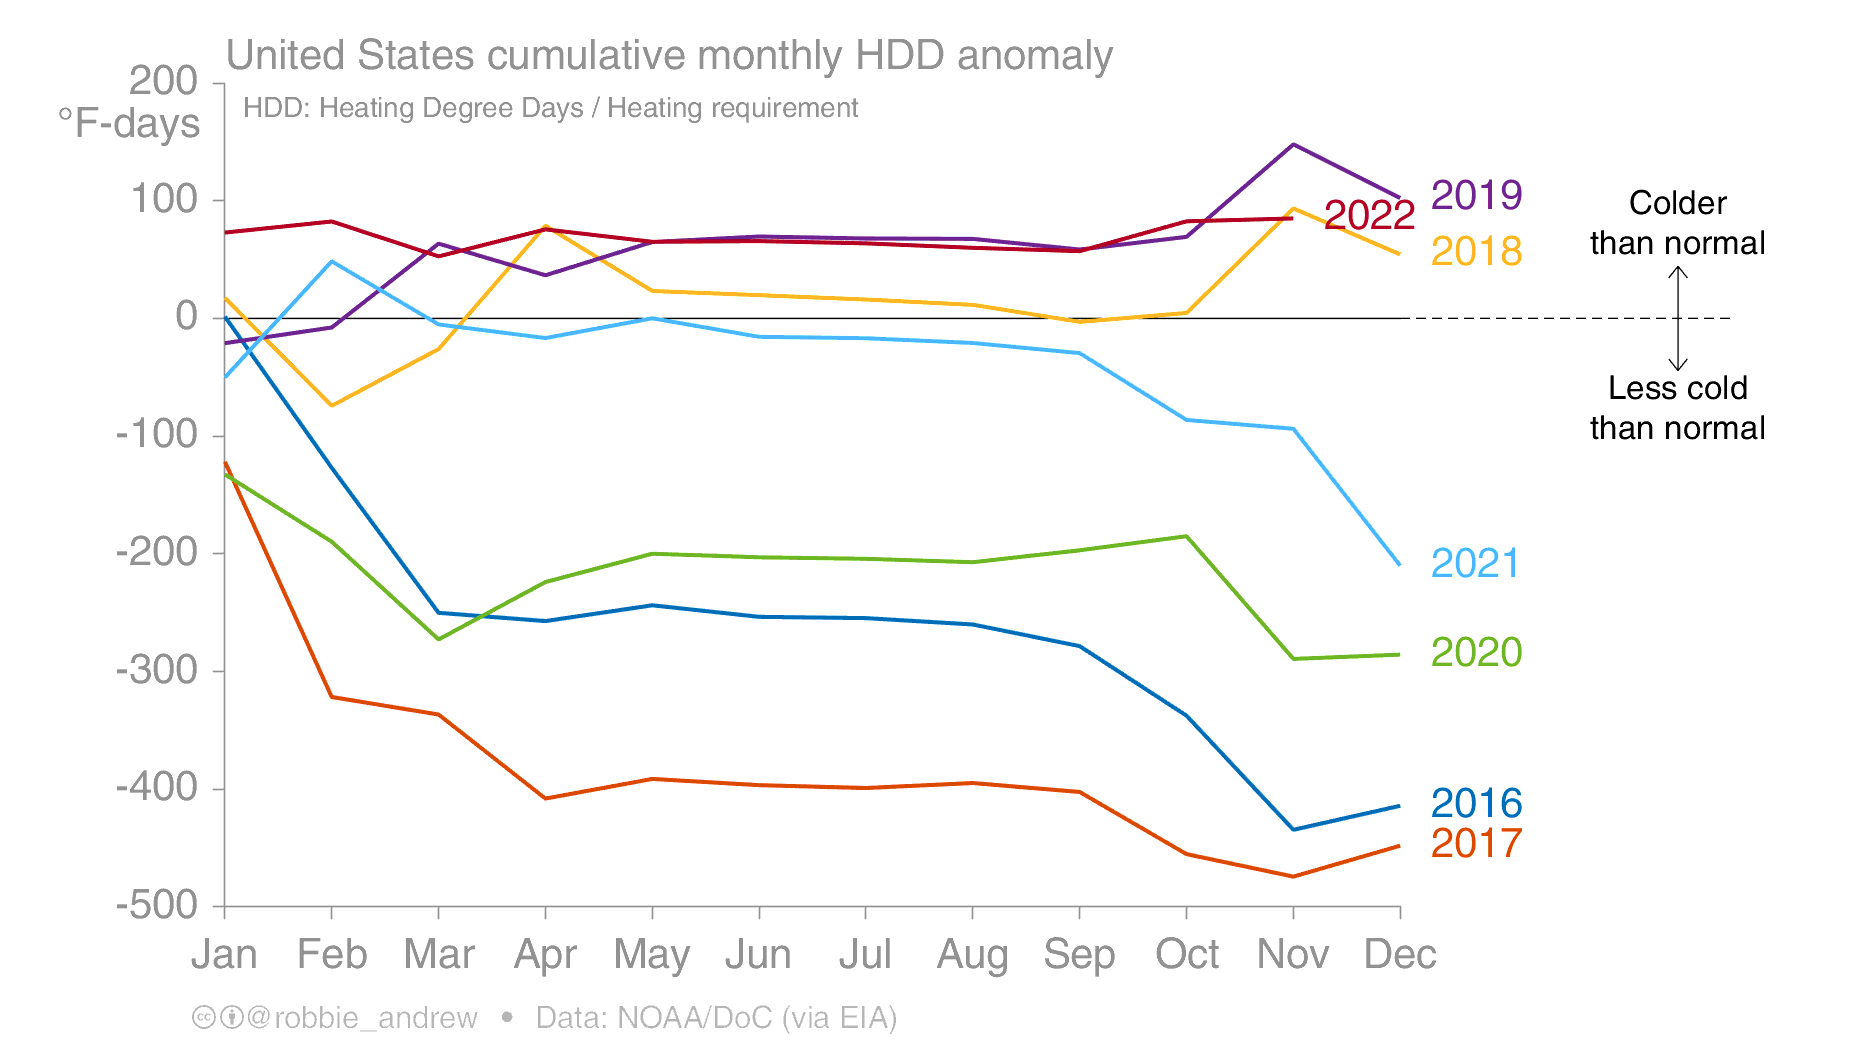 United States cumulative monthly HDD anomaly
HDD: Heating Degree Days / Heating requirement
200
°F-days
100
0
-100
-200
-300
-400
-500
Jan Feb Mar Apr May Jun Jul Aug Sep Oct Nov Dec
2019
2022
2018
2021
2020
2016
2017
Colder
than normal
Less cold
than normal
cc @robbie_andrew • Data: NOAA/DoC (via EIA)